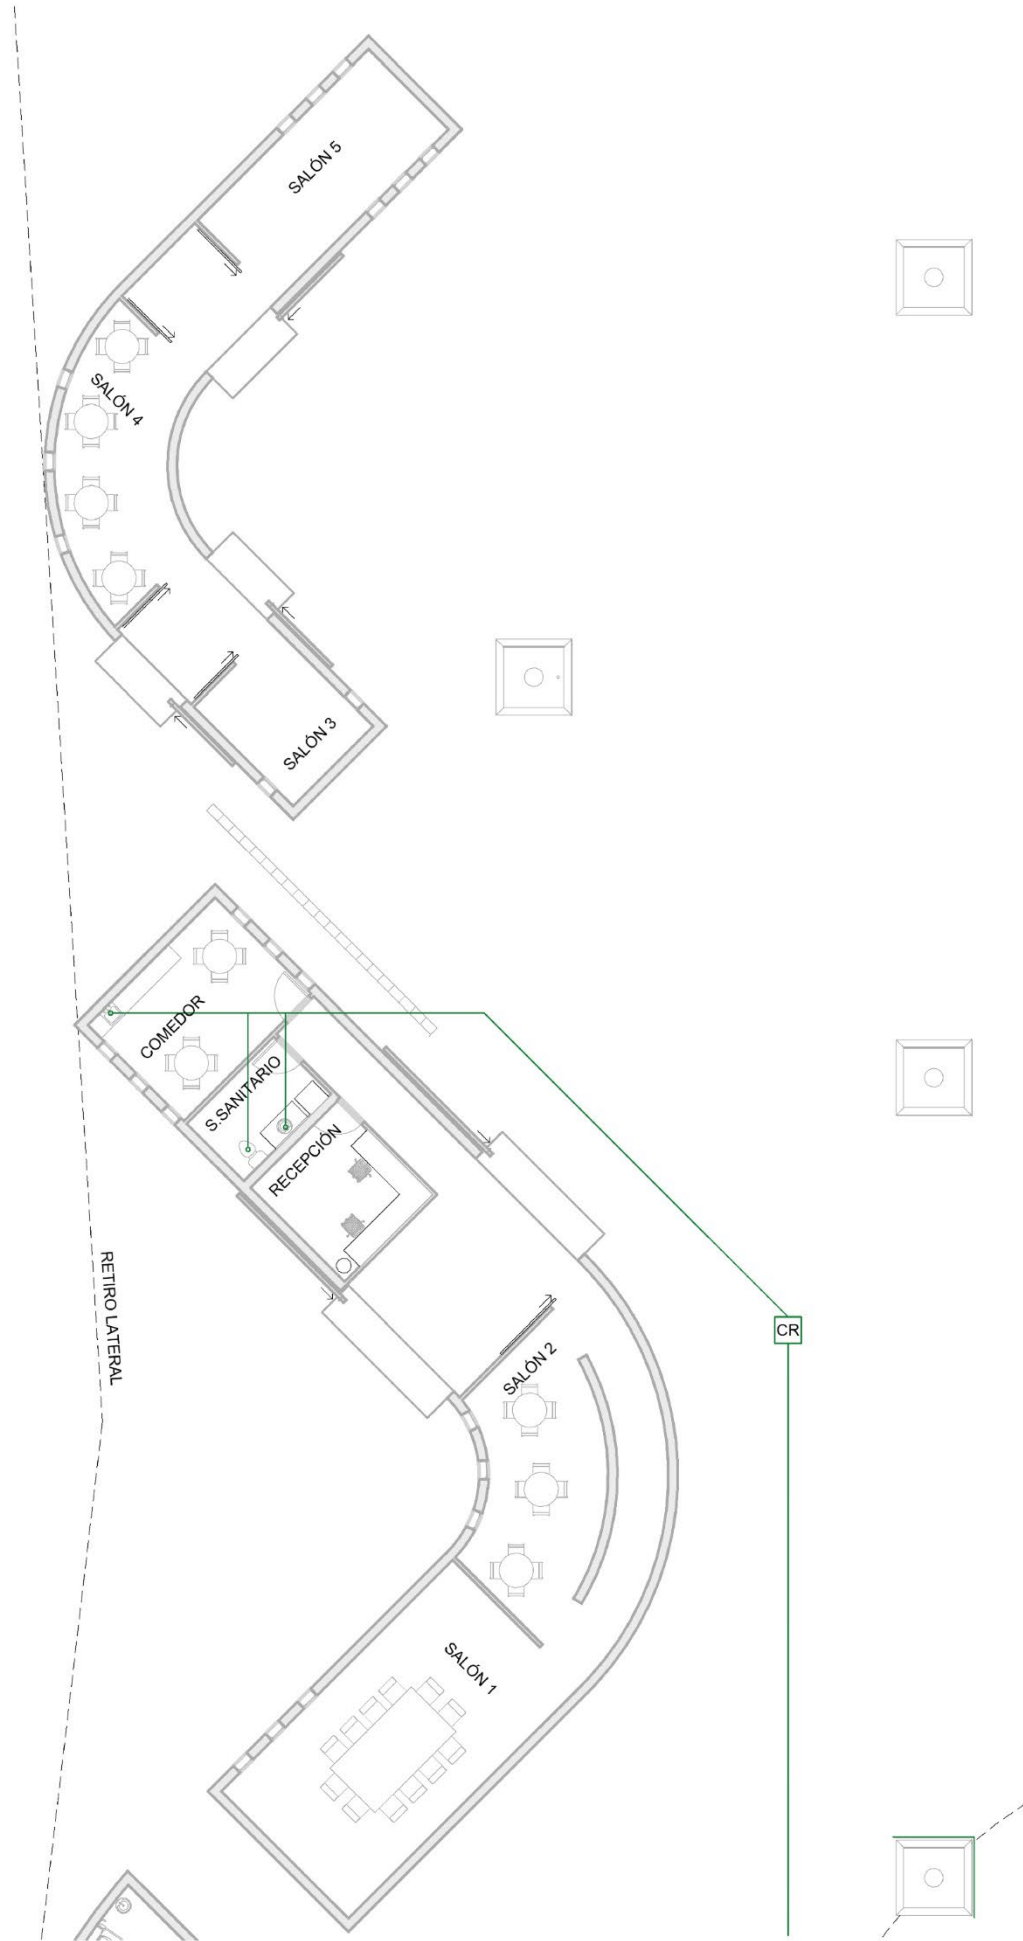 SALÓN 5
SALÓN 4
SALÓN 3
COMEDOR
S.SANITARIO
RECEPCIÓN
RETIRO LATERAL
CR
SALÓN 2
SALÓN 1